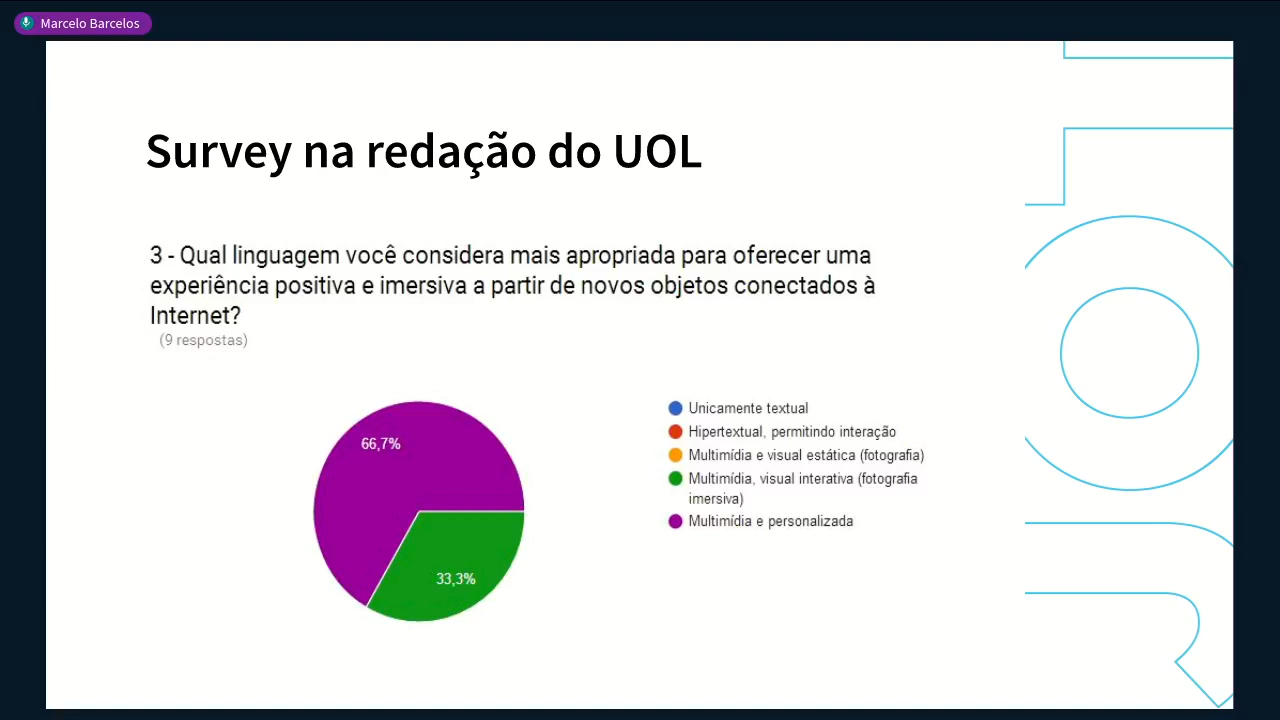 Marcelo Barcelos
Survey na redação do UOL
3 - Qual linguagem você considera mais apropriada para oferecer uma
experiência positiva e imersiva a partir de novos objetos conectados à
Internet?
(9 respostas)
66,7%
33,3%
Unicamente textual
Hipertextual, permitindo interação
Multimídia e visual estática (fotografia)
Multimídia, visual interativa (fotografia
imersiva)
Multimídia e personalizada